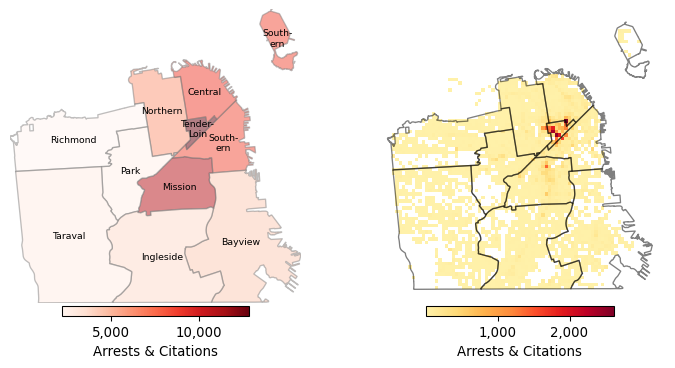 South-
ern
Central
Northern
Tender-
Loin
South-
ern
Richmond
Park
Mission
Taraval
Bayview
Ingleside
5,000 10,000
Arrests & Citations
1,000 2,000
Arrests & Citations